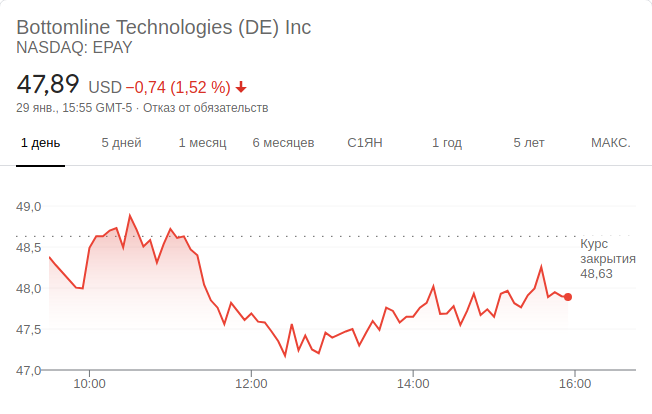 Bottomline Technologies (DE) Inc
NASDAQ: EPAY
47,89 USD −0,74 (1,52 %)
29 янв., 15:55 GMT-5 · Отказ от обязательств
1 день 5 дней 1 месяц 6 месяцев С1ЯН 1 год 5 лет МАКС.
49,0
Курс
закрытия
48,63
48,5
48,0
47,5
47,0
10:00 12:00 14:00 16:00